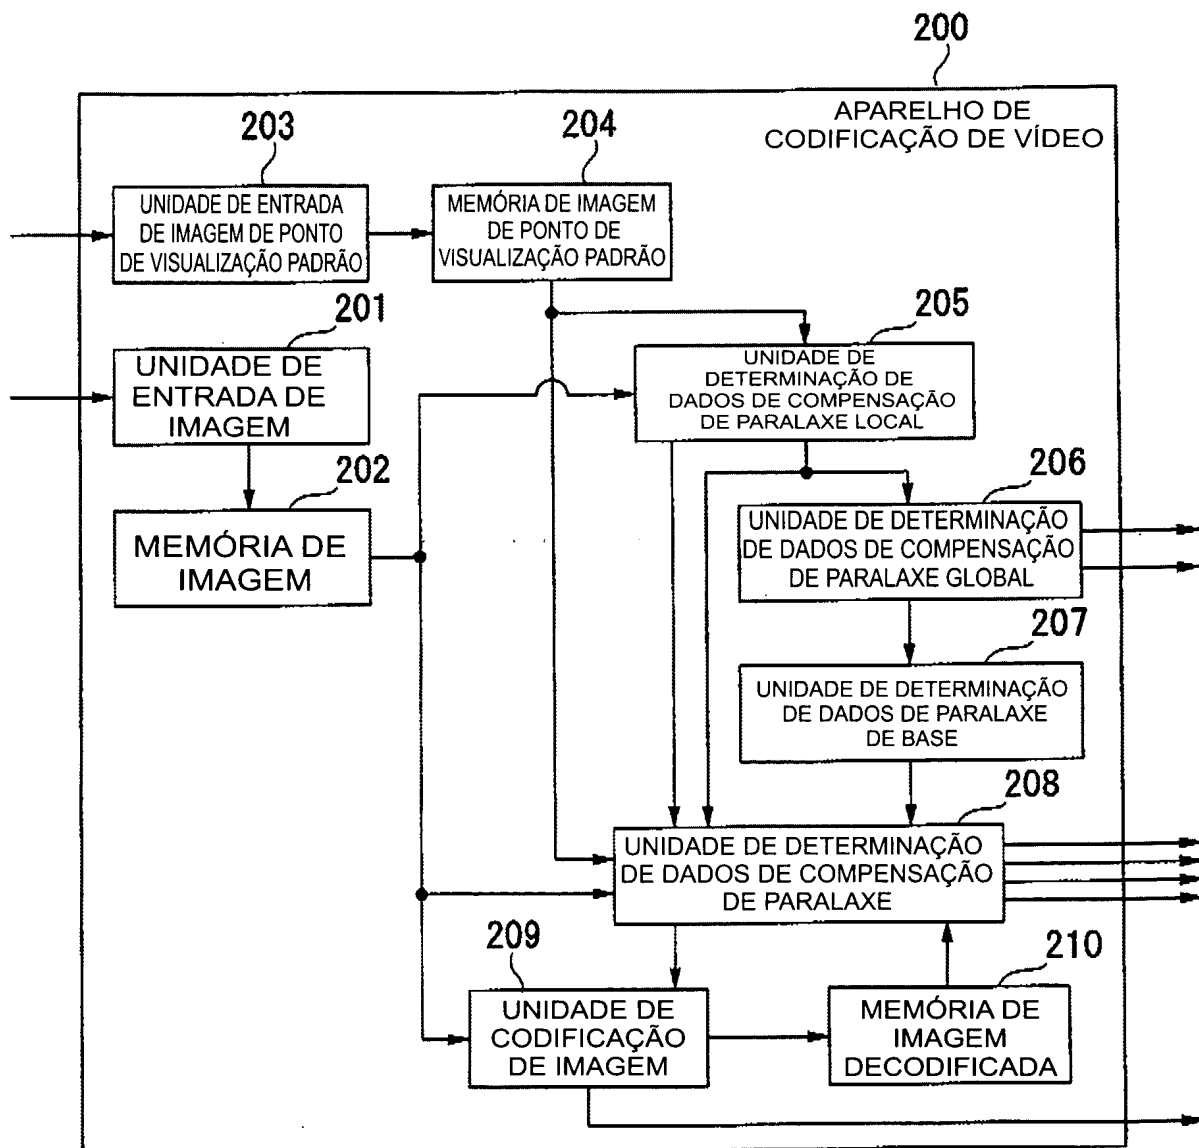 200
APARELHO DE
CODIFICAÇÃO DE VÍDEO
203
UNIDADE DE ENTRADA
DE IMAGEM DE PONTO
DE VISUALIZAÇÃO PADRÃO
204
MEMÓRIA DE IMAGEM
DE PONTO DE
VISUALIZAÇÃO PADRÃO
201
UNIDADE DE
ENTRADA DE
IMAGEM
205
UNIDADE DE
DETERMINAÇÃO DE
DADOS DE COMPENSAÇÃO
DE PARALAXE LOCAL
202
MEMÓRIA DE
IMAGEM
206
UNIDADE DE DETERMINAÇÃO
DE DADOS DE COMPENSAÇÃO
DE PARALAXE GLOBAL
207
UNIDADE DE DETERMINAÇÃO
DE DADOS DE PARALAXE
DE BASE
208
UNIDADE DE DETERMINAÇÃO
DE DADOS DE COMPENSAÇÃO
DE PARALAXE
209
UNIDADE DE
CODIFICAÇÃO
DE IMAGEM
210
MEMÓRIA DE
IMAGEM
DECODIFICADA